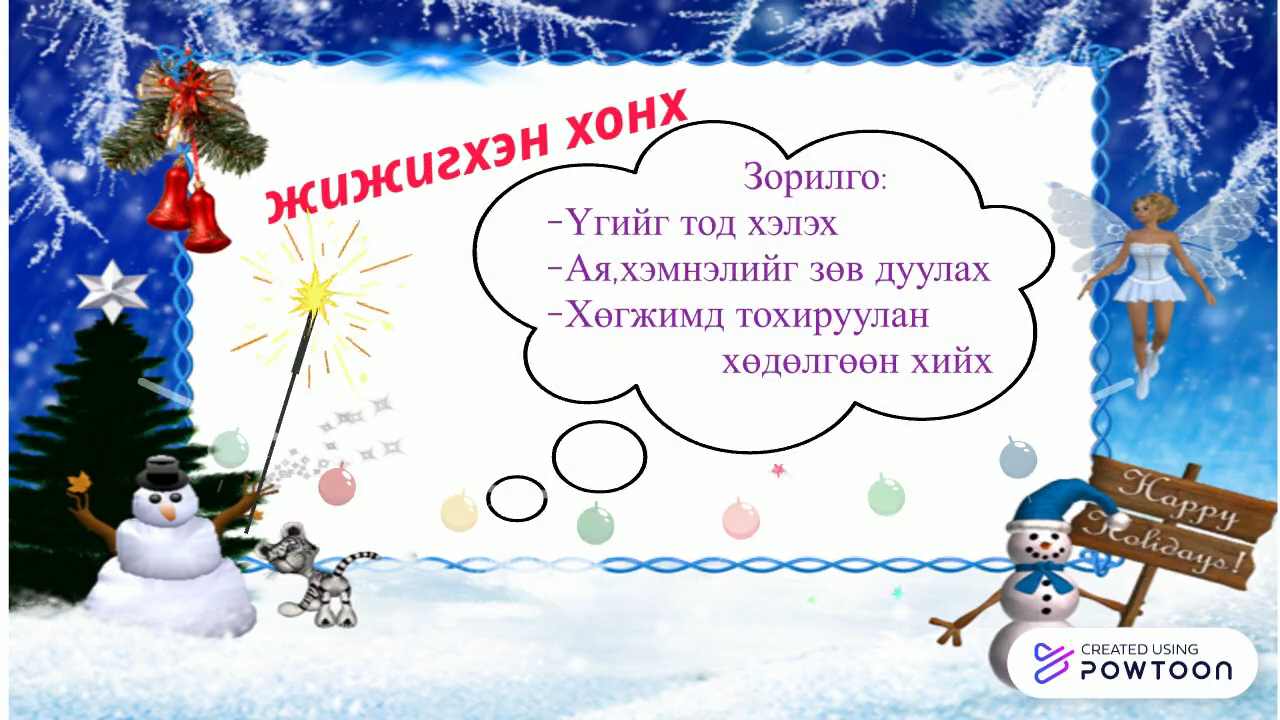 жижигхэн хонх
Зорилго:
-Үгийг тод хэлэх
-Ая,хэмнэлийг зөв дуулах
-Хөгжимд тохируулан
хөдөлгөөн хийх
Happy
Holidays!
CREATED USING
POWTOON